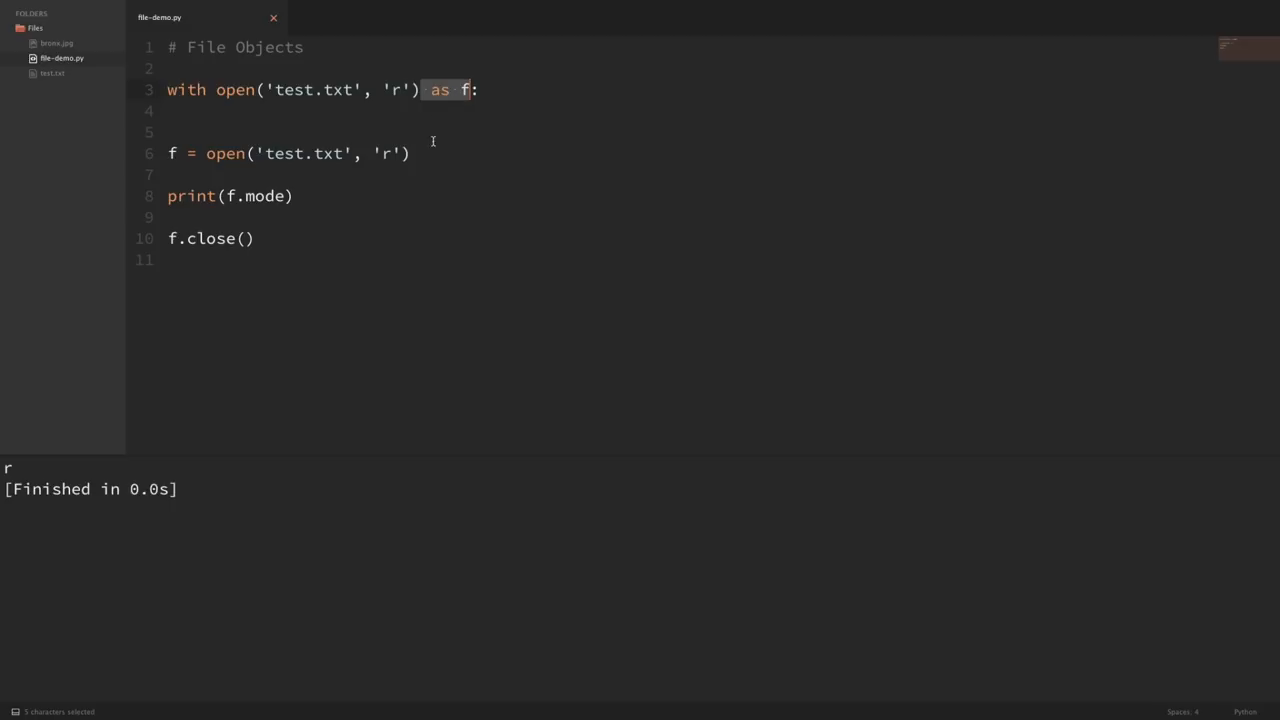 FOLDERS
Files
bronx.jpg
file-demo.py
test.txt
file-demo.py ×
1 # File Objects
2
3 with open('test.txt', 'r') as f:
4
5
6 f = open('test.txt', 'r')
7
8 print(f.mode)
9
10 f.close()
11
r
[Finished in 0.0s]
5 characters selected
Spaces: 4
Python